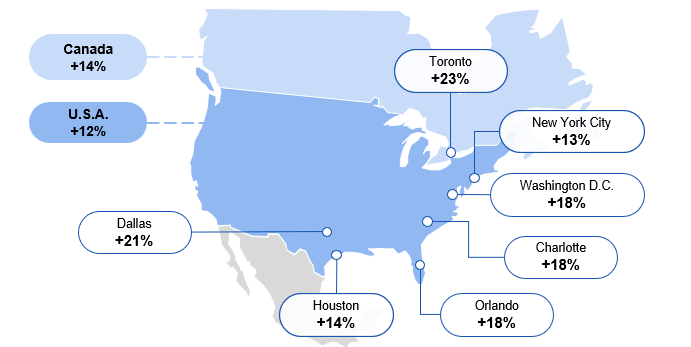 Canada
+14%
U.S.A.
+12%
Toronto
+23%
New York City
+13%
Washington D.C.
+18%
Dallas
+21%
Charlotte
+18%
Houston
+14%
Orlando
+18%